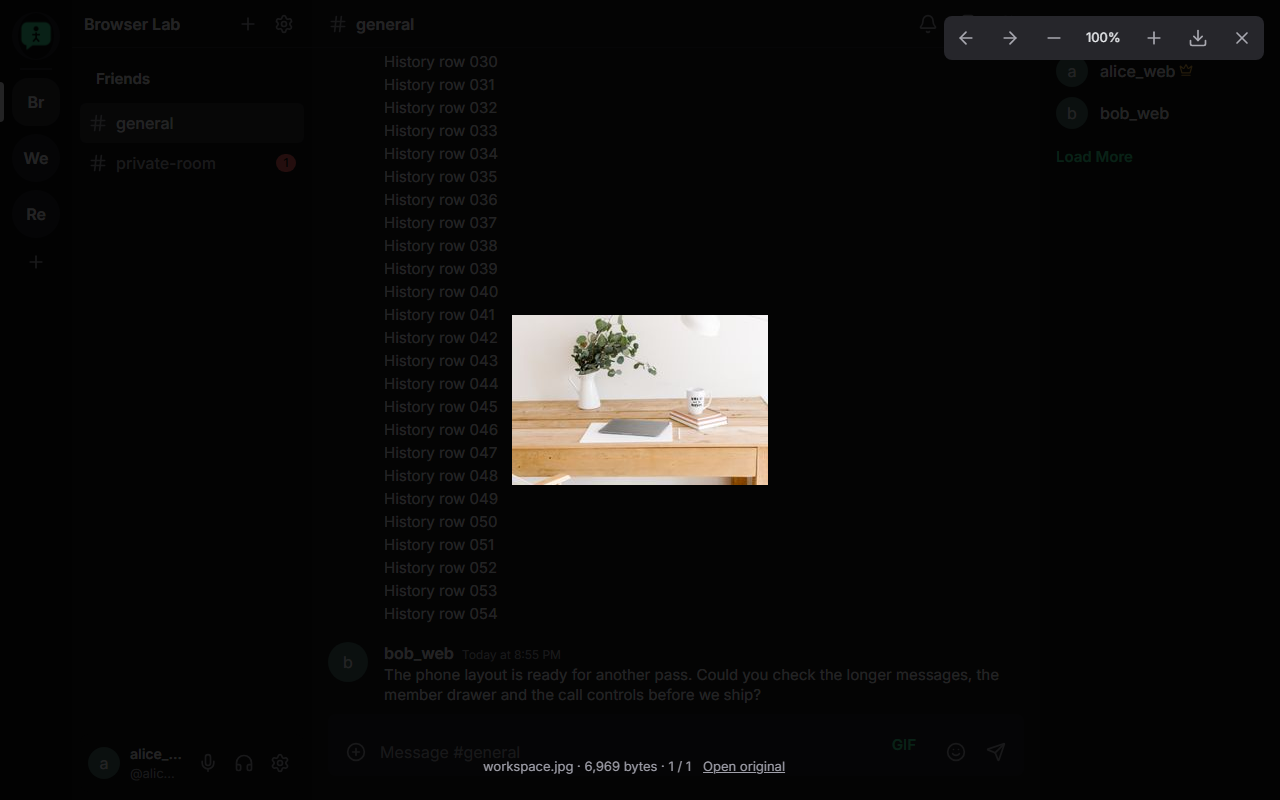 Browser Lab
# general
100%
Friends
Br
# general
# private-room 1
We
Re
History row 030
History row 031
History row 032
History row 033
History row 034
History row 035
History row 036
History row 037
History row 038
History row 039
History row 040
History row 041
History row 042
History row 043
History row 044
History row 045
History row 046
History row 047
History row 048
History row 049
History row 050
History row 051
History row 052
History row 053
History row 054
b
bob_web Today at 8:55 PM
The phone layout is ready for another pass. Could you check the longer messages, the
member drawer and the call controls before we ship?
a alice_web
b bob_web
Load More
a
alice_...
@alic...
Message #general
GIF
workspace.jpg · 6,969 bytes · 1 / 1 Open original